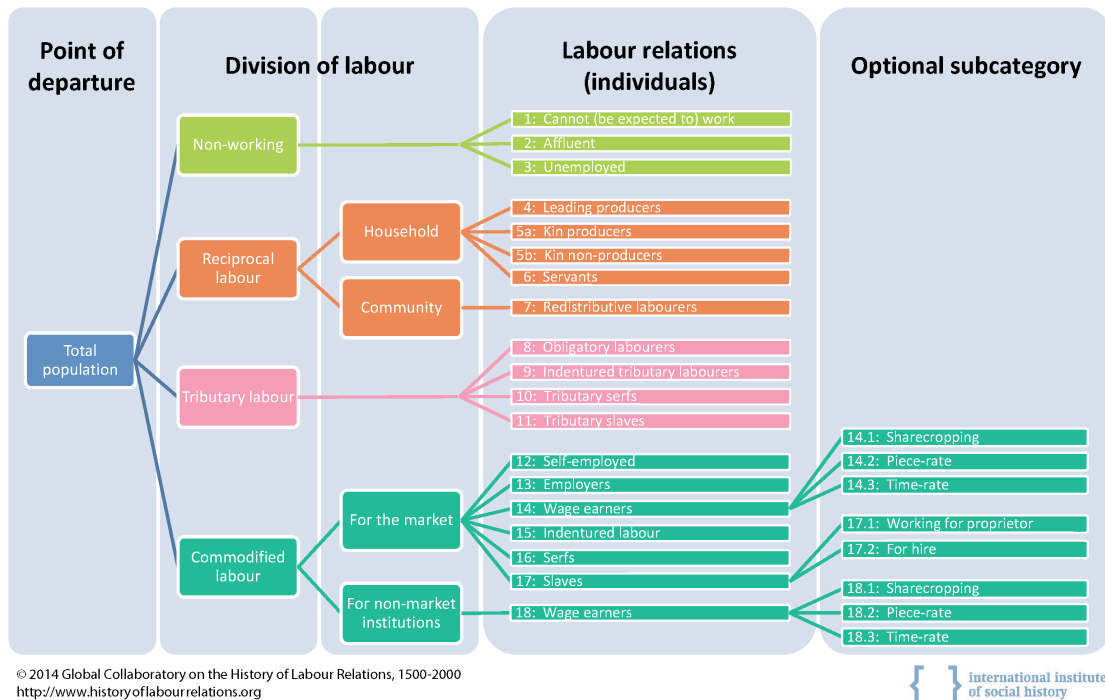 Point of
departure
Division of labour
Labour relations
(individuals)
Optional subcategory
Total
population
Non-working
1: Cannot (be expected to) work
2: Affluent
3: Unemployed
Reciprocal
labour
Household
4: Leading producers
5a: Kin producers
5b: Kin non-producers
6: Servants
Community
7: Redistributive labourers
Tributary labour
8: Obligatory labourers
9: Indentured tributary labourers
10: Tributary serfs
11: Tributary slaves
Commodified
labour
For the market
12: Self-employed
13: Employers
14: Wage earners
14.1: Sharecropping
14.2: Piece-rate
14.3: Time-rate
15: Indentured labour
16: Serfs
17: Slaves
17.1: Working for proprietor
17.2: For hire
For non-market
institutions
18: Wage earners
18.1: Sharecropping
18.2: Piece-rate
18.3: Time-rate
© 2014 Global Collaboratory on the History of Labour Relations, 1500-2000
http://www.historyoflabourrelations.org
international institute
of social history